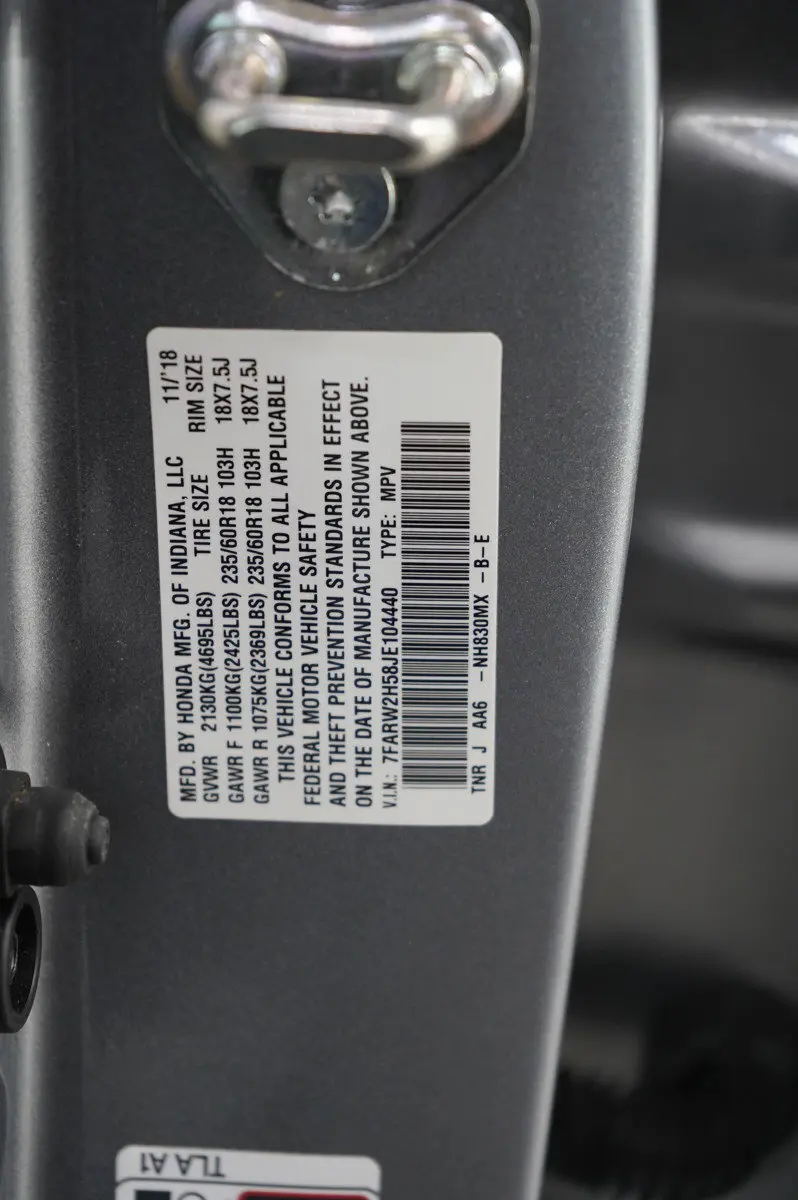 MFD. BY HONDA MFG. OF INDIANA, LLC 11/'18
GVWR 2130KG(4695LBS) TIRE SIZE RIM SIZE
GAWR F 1100KG(2425LBS) 235/60R18 103H 18X7.5J
GAWR R 1075KG(2369LBS) 235/60R18 103H 18X7.5J
THIS VEHICLE CONFORMS TO ALL APPLICABLE
FEDERAL MOTOR VEHICLE SAFETY
AND THEFT PREVENTION STANDARDS IN EFFECT
ON THE DATE OF MANUFACTURE SHOWN ABOVE.
V.I.N.: 7FARW2H58JE104440 TYPE: MPV
TNR J AA6 -NH830MX -B-E
TLA A1